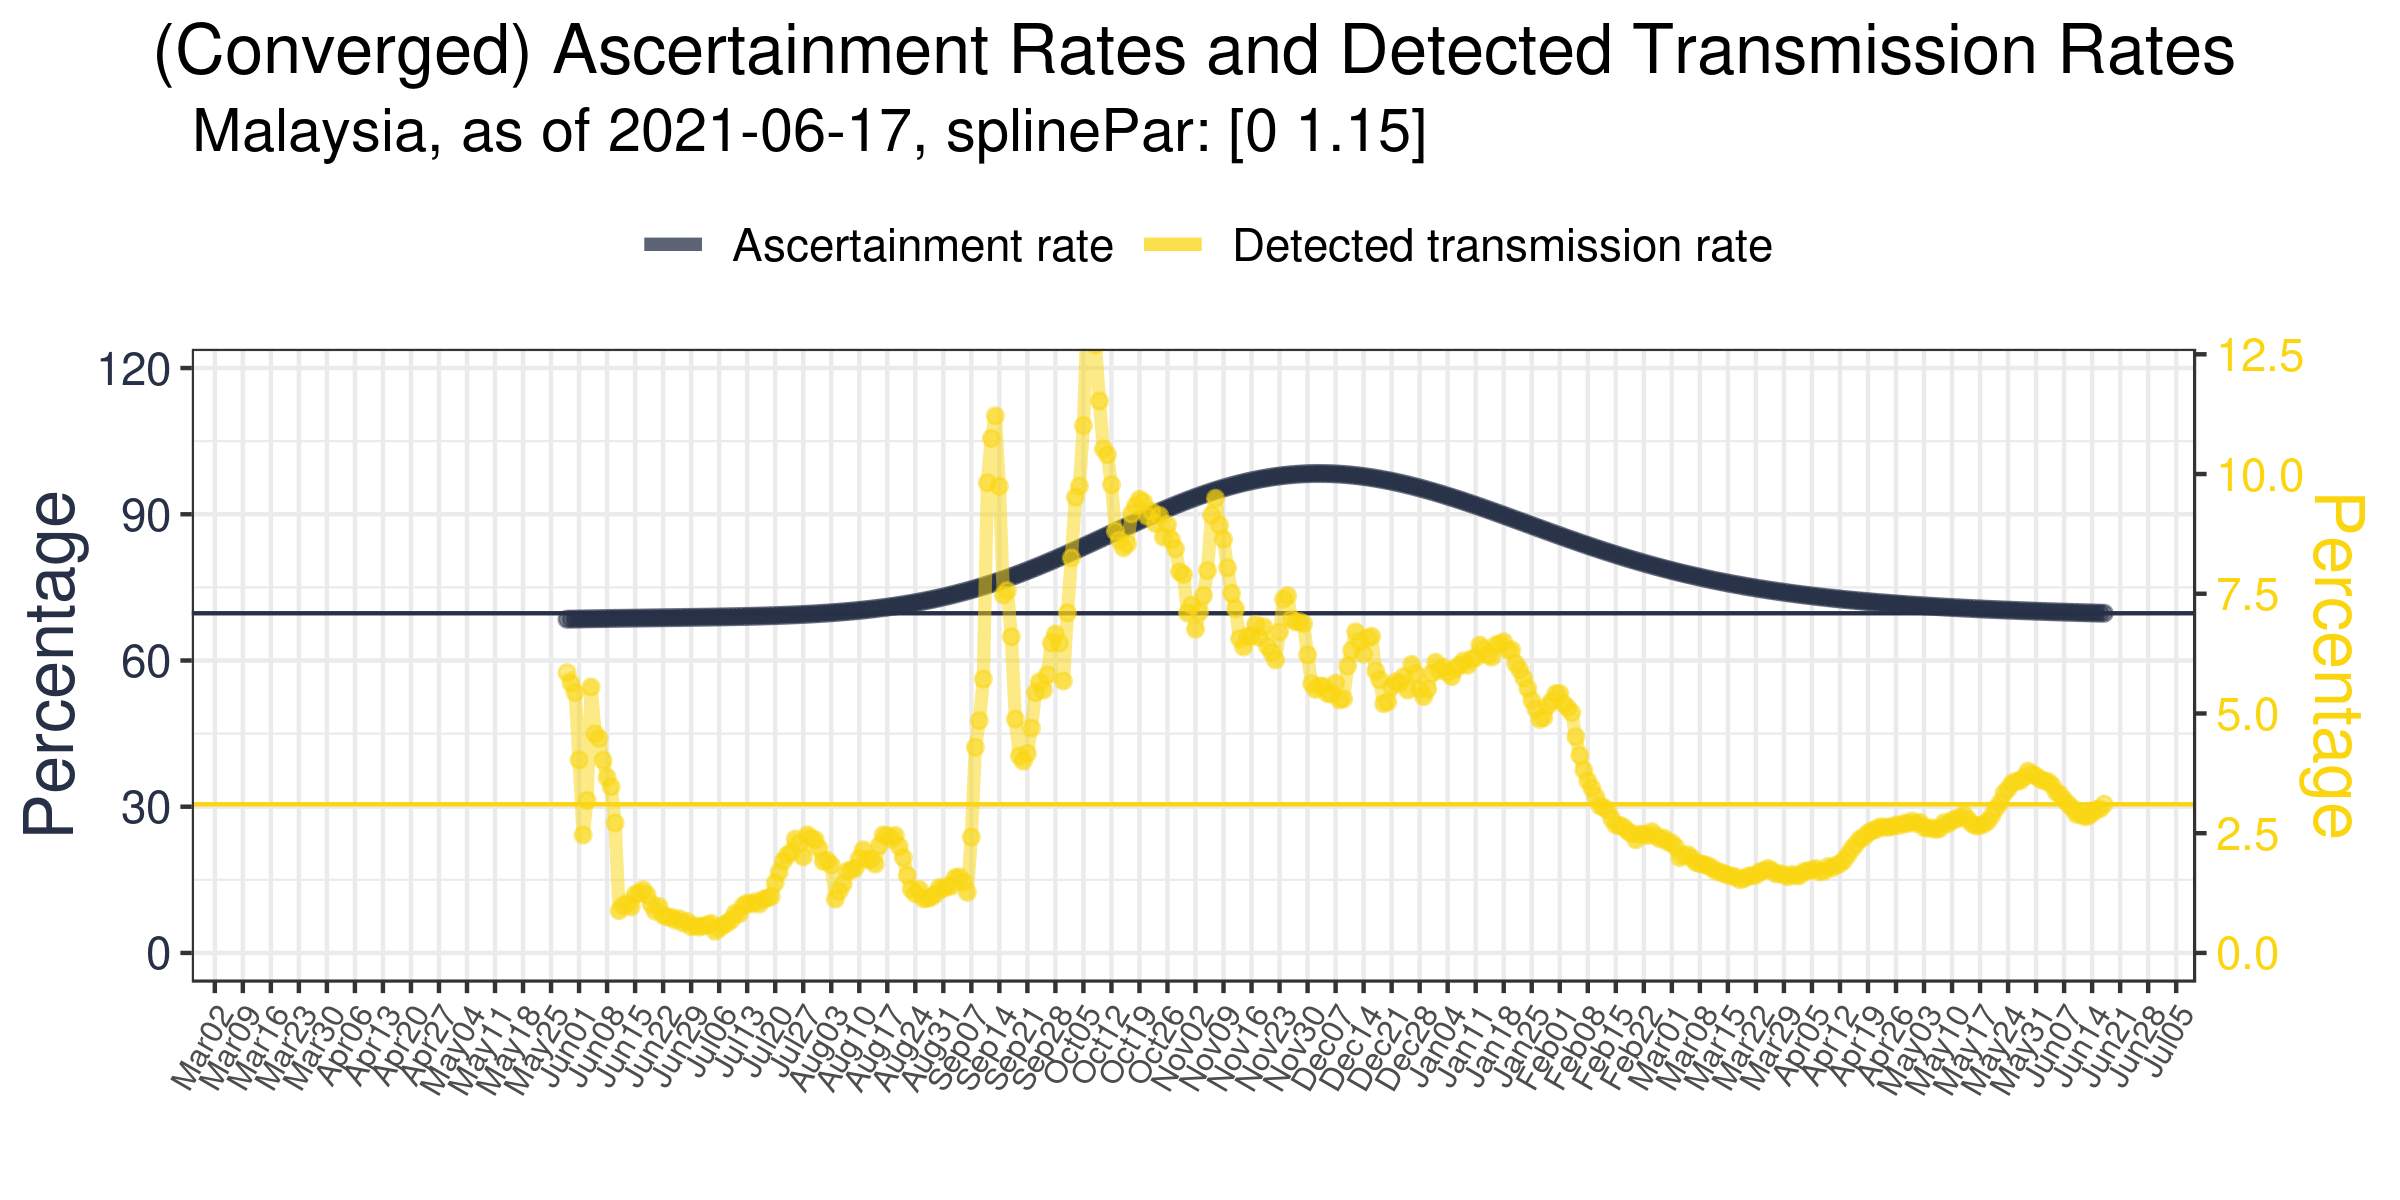 (Converged) Ascertainment Rates and Detected Transmission Rates
Malaysia, as of 2021-06-17, splinePar: [0 1.15]
Ascertainment rate
Detected transmission rate
Percentage
120
90
60
30
0
12.5
10.0
7.5
5.0
2.5
0.0
Percentage
Mar02
Mar09
Mar16
Mar23
Mar30
Apr06
Apr13
Apr20
Apr27
May04
May11
May18
May25
Jun01
Jun08
Jun15
Jun22
Jun29
Jul06
Jul13
Jul20
Jul27
Aug03
Aug10
Aug17
Aug24
Aug31
Sep07
Sep14
Sep21
Sep28
Oct05
Oct12
Oct19
Oct26
Nov02
Nov09
Nov16
Nov23
Nov30
Dec07
Dec14
Dec21
Dec28
Jan04
Jan11
Jan18
Jan25
Feb01
Feb08
Feb15
Feb22
Mar01
Mar08
Mar15
Mar22
Mar29
Apr05
Apr12
Apr19
Apr26
May03
May10
May17
May24
May31
Jun07
Jun14
Jun21
Jun28
Jul05